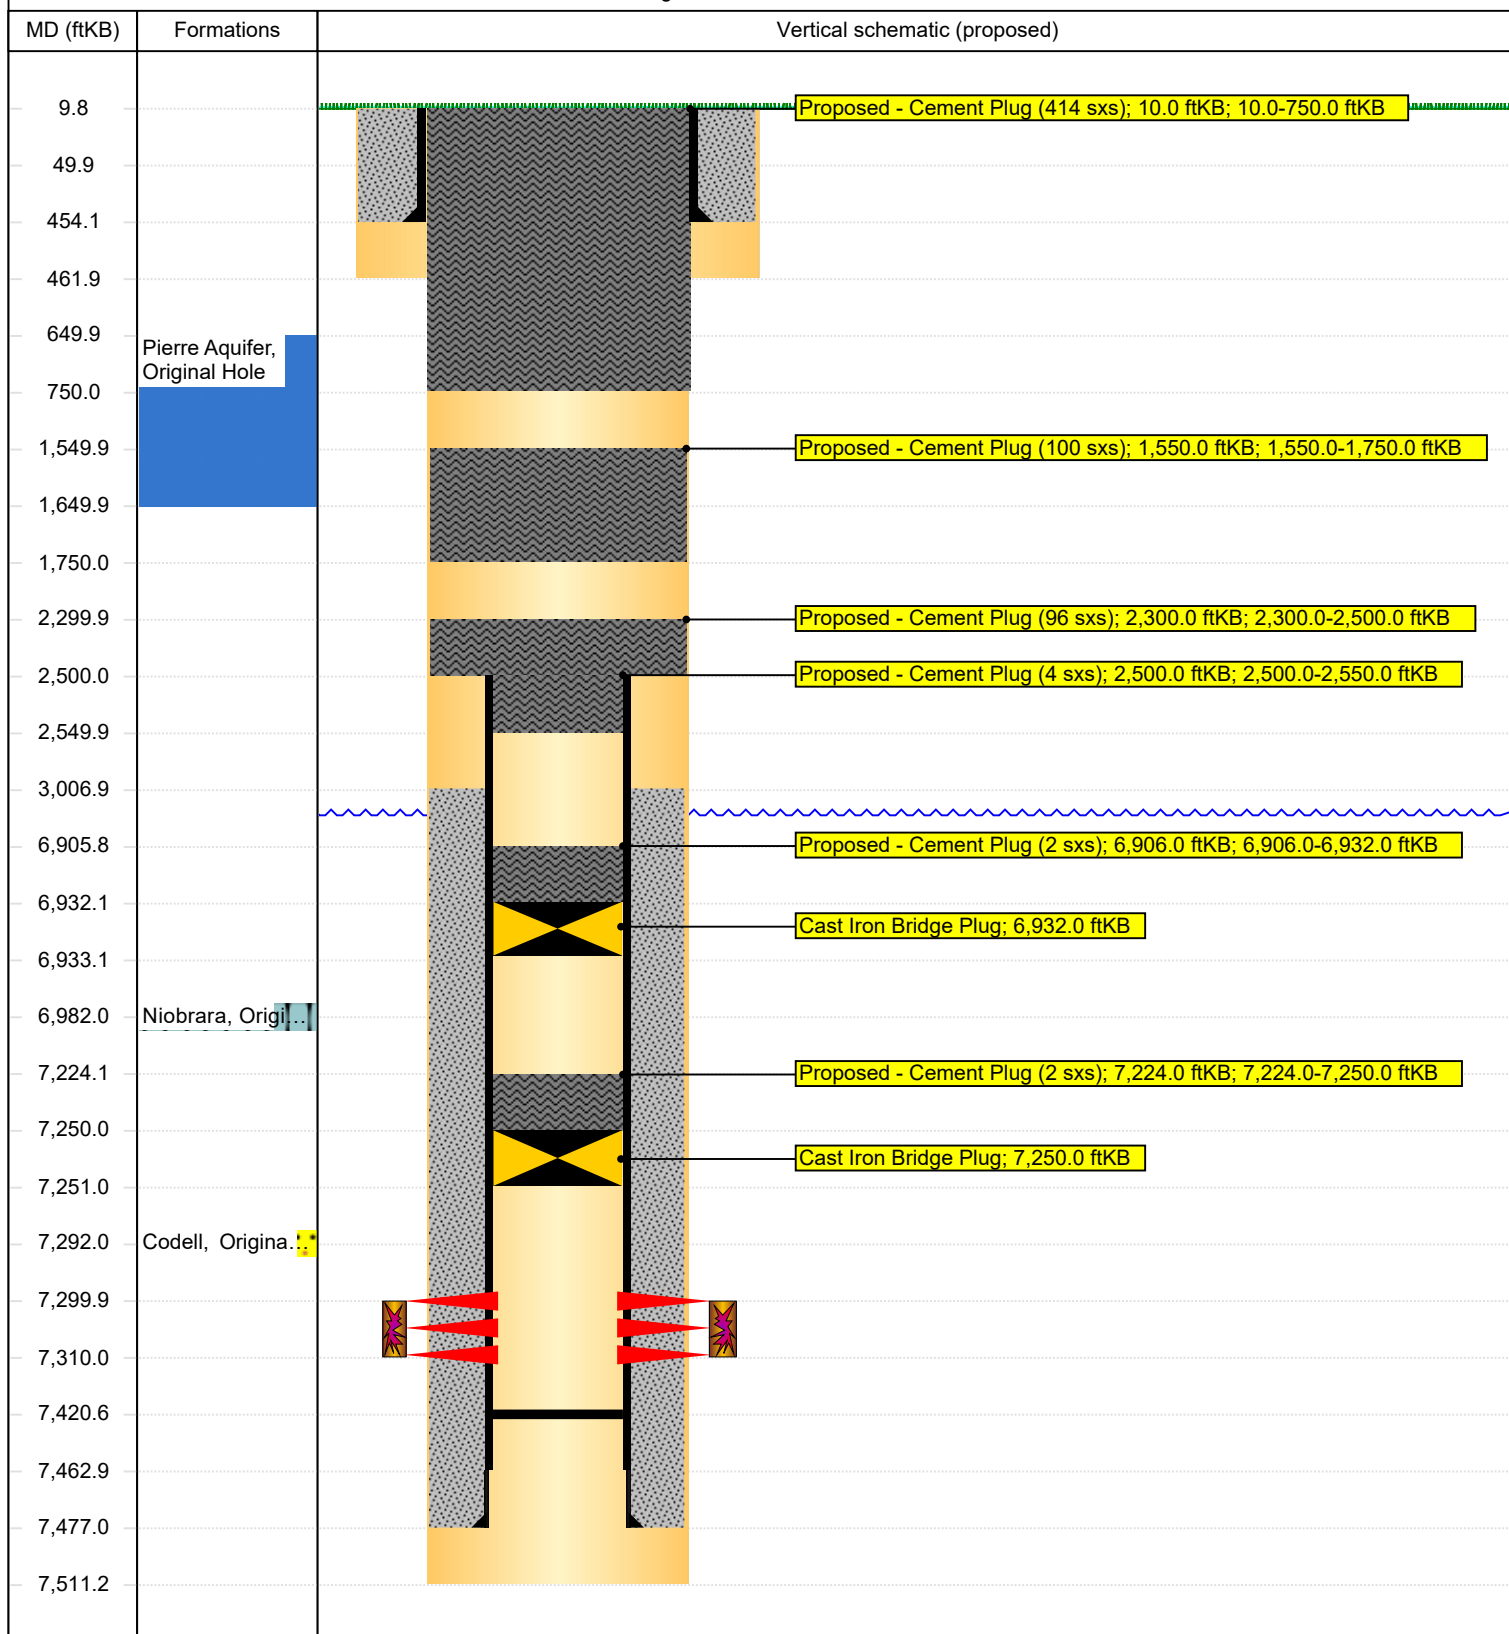 MD (ftKB) Formations Vertical schematic (proposed)
9.8 Proposed - Cement Plug (414 sxs); 10.0 ftKB; 10.0-750.0 ftKB
49.9
454.1
461.9
649.9
Pierre Aquifer,
Original Hole
750.0
1,549.9 Proposed - Cement Plug (100 sxs); 1,550.0 ftKB; 1,550.0-1,750.0 ftKB
1,649.9
1,750.0
2,299.9 Proposed - Cement Plug (96 sxs); 2,300.0 ftKB; 2,300.0-2,500.0 ftKB
2,500.0 Proposed - Cement Plug (4 sxs); 2,500.0 ftKB; 2,500.0-2,550.0 ftKB
2,549.9
3,006.9
6,905.8 Proposed - Cement Plug (2 sxs); 6,906.0 ftKB; 6,906.0-6,932.0 ftKB
6,932.1
Cast Iron Bridge Plug; 6,932.0 ftKB
6,933.1
6,982.0 Niobrara, Origi...
7,224.1 Proposed - Cement Plug (2 sxs); 7,224.0 ftKB; 7,224.0-7,250.0 ftKB
7,250.0
Cast Iron Bridge Plug; 7,250.0 ftKB
7,251.0
7,292.0 Codell, Origina...
7,299.9
7,310.0
7,420.6
7,462.9
7,477.0
7,511.2